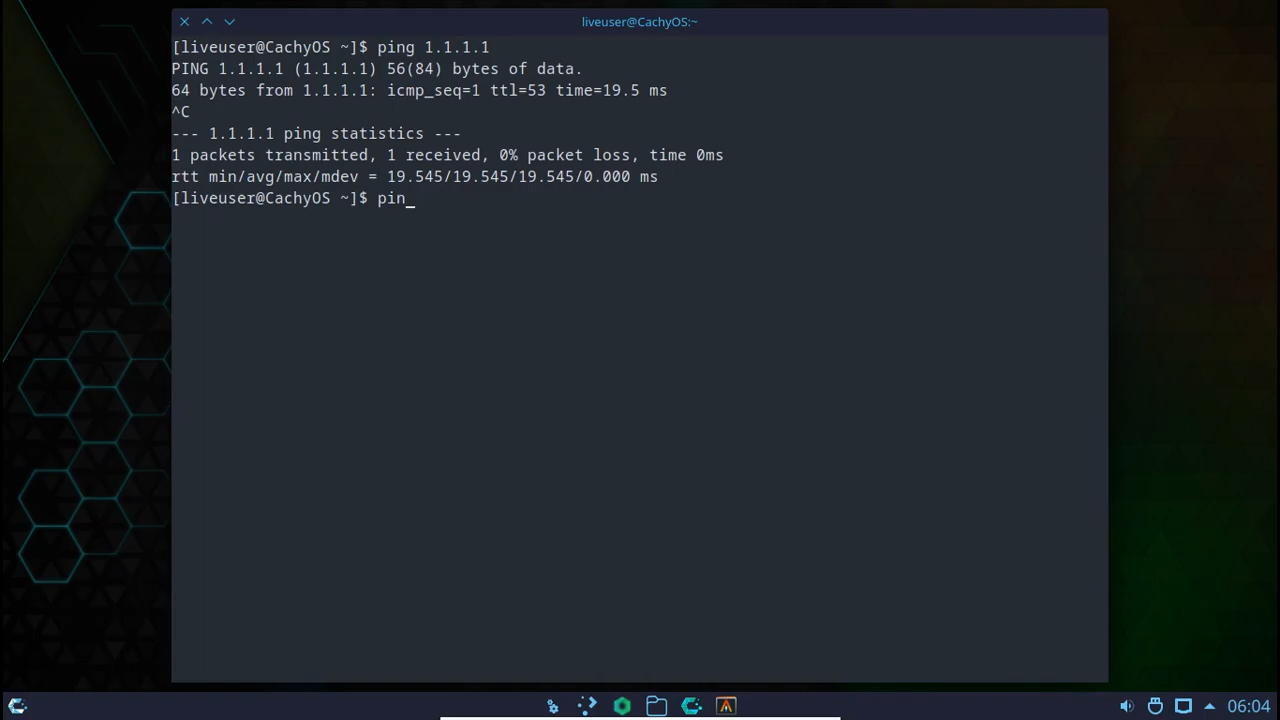 liveuser@CachyOS:~
[liveuser@CachyOS ~]$ ping 1.1.1.1
PING 1.1.1.1 (1.1.1.1) 56(84) bytes of data.
64 bytes from 1.1.1.1: icmp_seq=1 ttl=53 time=19.5 ms
^C
--- 1.1.1.1 ping statistics ---
1 packets transmitted, 1 received, 0% packet loss, time 0ms
rtt min/avg/max/mdev = 19.545/19.545/19.545/0.000 ms
[liveuser@CachyOS ~]$ pin
06:04